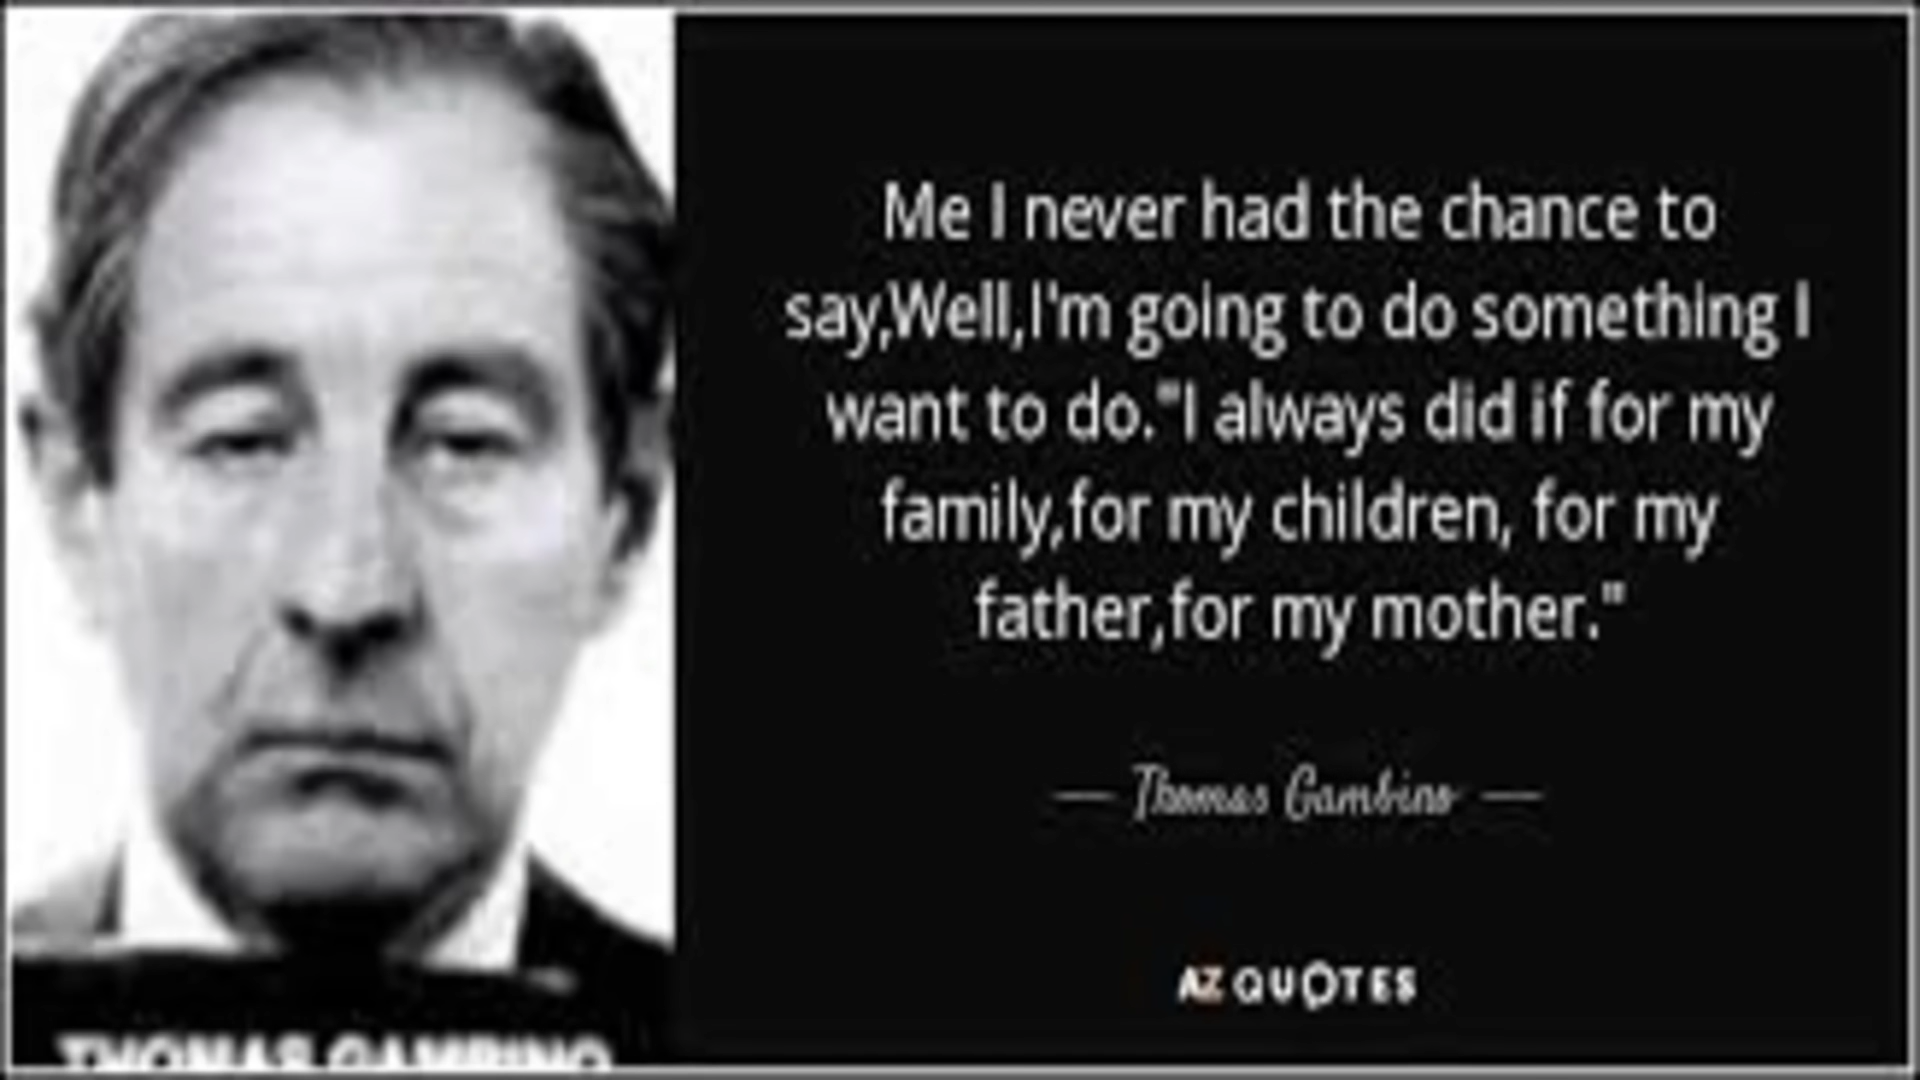 Me I never had the chance to
say,Well,I'm going to do something I
want to do."I always did if for my
family,for my children, for my
father,for my mother."
— Thomas Gambino —
AZ QUOTES
THOMAS GAMBINO